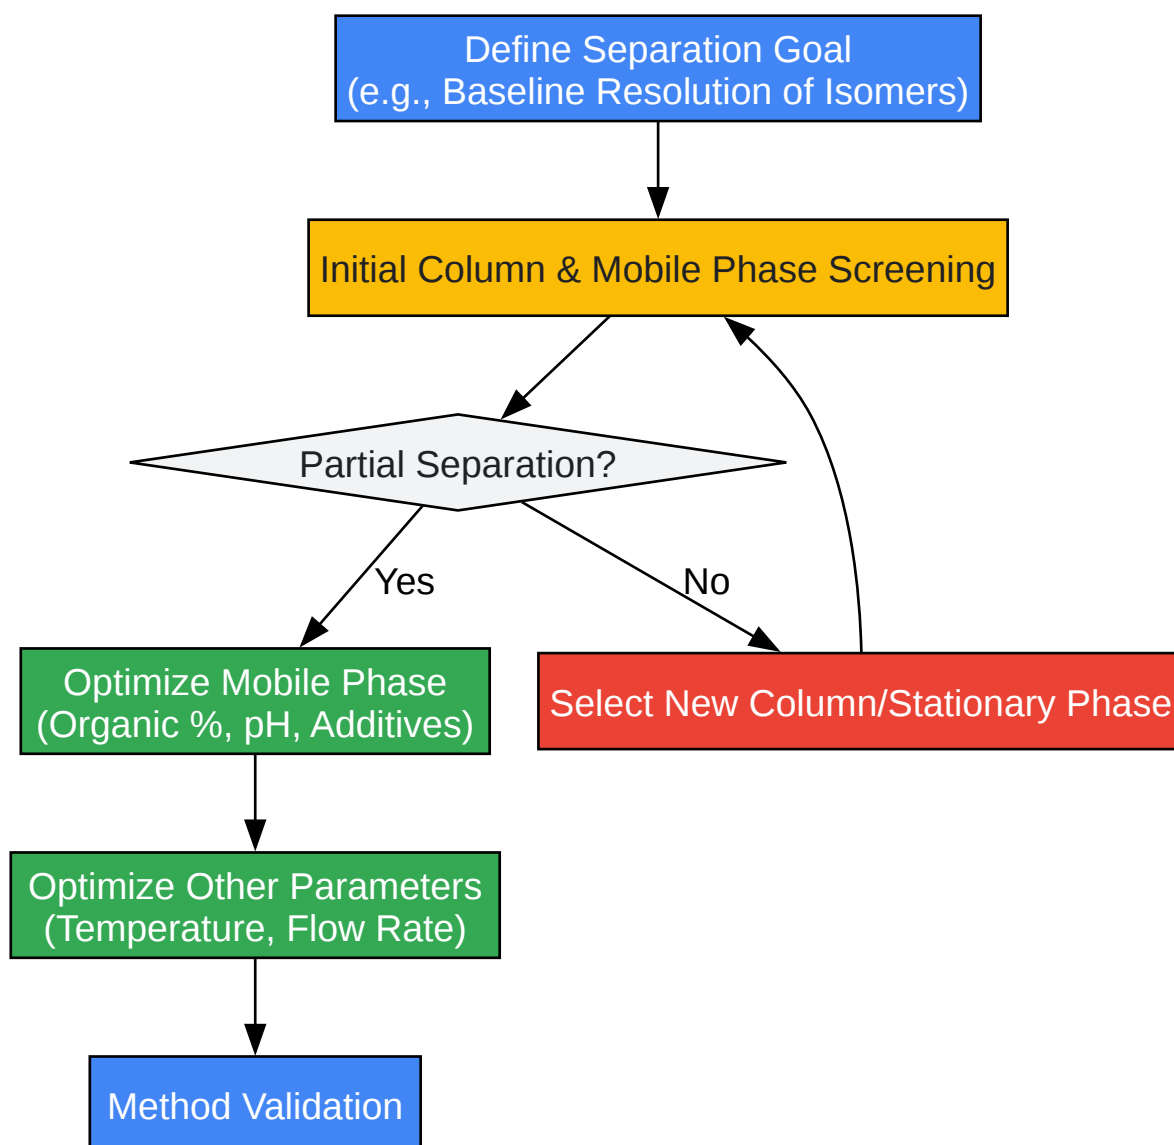 Define Separation Goal
(e.g., Baseline Resolution of Isomers)
Initial Column & Mobile Phase Screening
Partial Separation?
Yes
No
Optimize Mobile Phase
(Organic %, pH, Additives)
Select New Column/Stationary Phase
Optimize Other Parameters
(Temperature, Flow Rate)
Method Validation